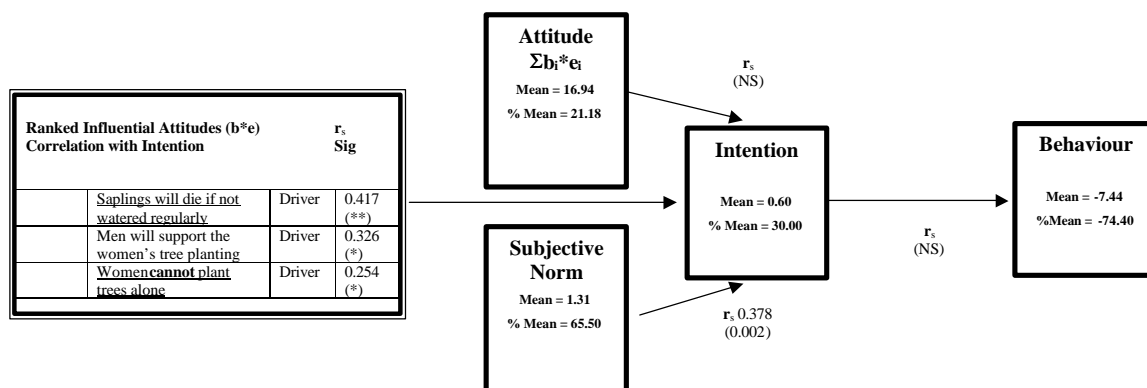 Attitude
Σbᵢ*eᵢ
Mean = 16.94
% Mean = 21.18
rₛ
(NS)
Ranked Influential Attitudes (b*e) rₛ
Correlation with Intention Sig
Saplings will die if not Driver 0.417
watered regularly (**)
Men will support the Driver 0.326
women’s tree planting (*)
Women cannot plant Driver 0.254
trees alone (*)
Intention
Mean = 0.60
% Mean = 30.00
Behaviour
Mean = -7.44
%Mean = -74.40
rₛ
(NS)
Subjective
Norm
Mean = 1.31
% Mean = 65.50
rₛ 0.378
(0.002)